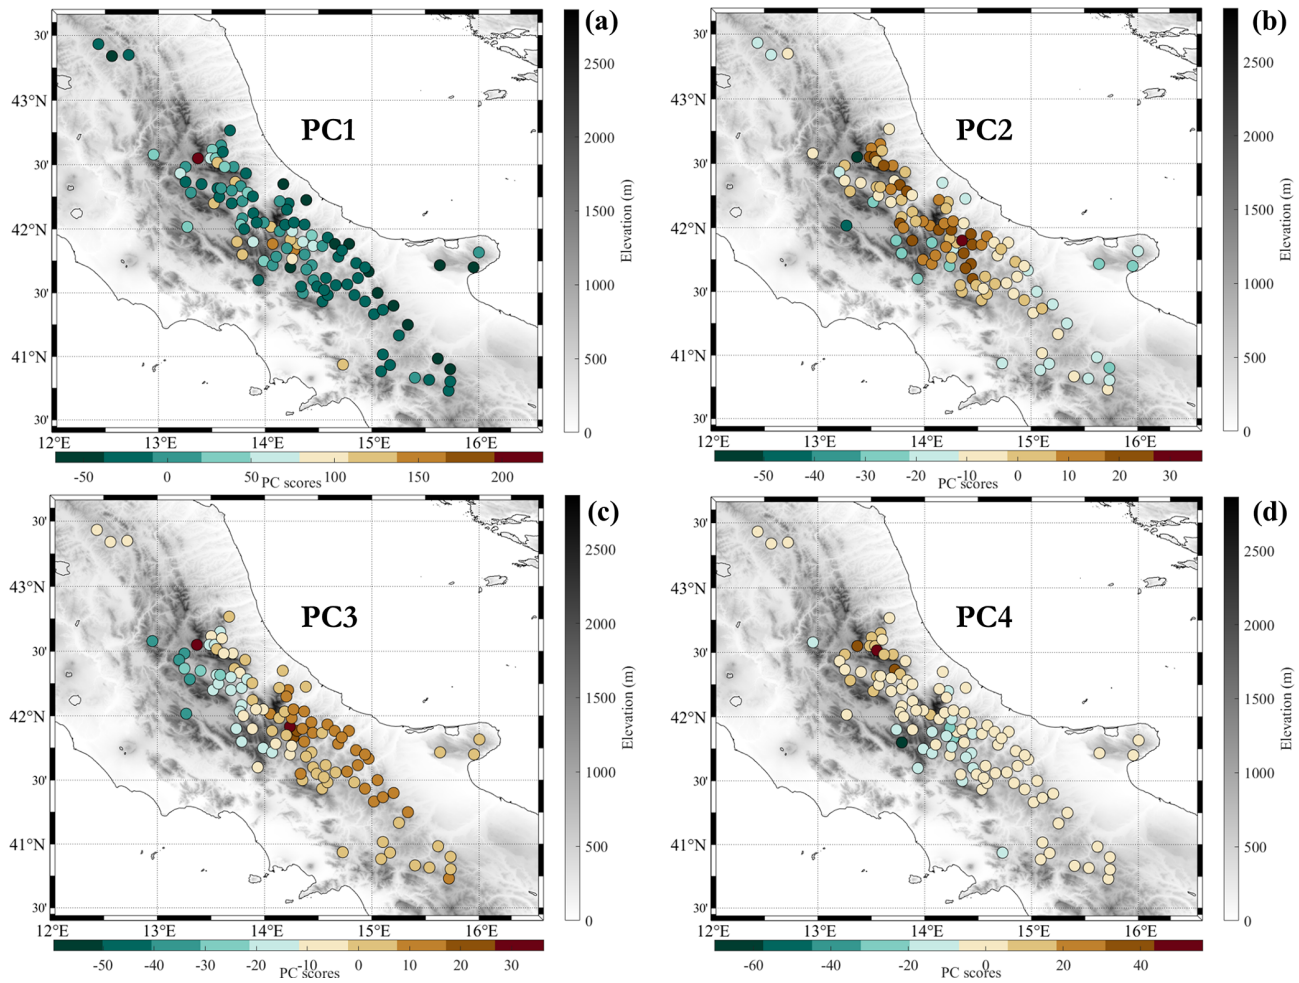 (a)
PC1
30'
43°N
30'
42°N
30'
41°N
30'
12°E 13°E 14°E 15°E 16°E
2500
2000
1500
1000
500
0
Elevation (m)
-50 0 50 100 150 200
PC scores
(b)
PC2
30'
43°N
30'
42°N
30'
41°N
30'
12°E 13°E 14°E 15°E 16°E
2500
2000
1500
1000
500
0
Elevation (m)
-50 -40 -30 -20 -10 0 10 20 30
PC scores
(c)
PC3
30'
43°N
30'
42°N
30'
41°N
30'
12°E 13°E 14°E 15°E 16°E
2500
2000
1500
1000
500
0
Elevation (m)
-50 -40 -30 -20 -10 0 10 20 30
PC scores
(d)
PC4
30'
43°N
30'
42°N
30'
41°N
30'
12°E 13°E 14°E 15°E 16°E
2500
2000
1500
1000
500
0
Elevation (m)
-60 -40 -20 0 20 40
PC scores